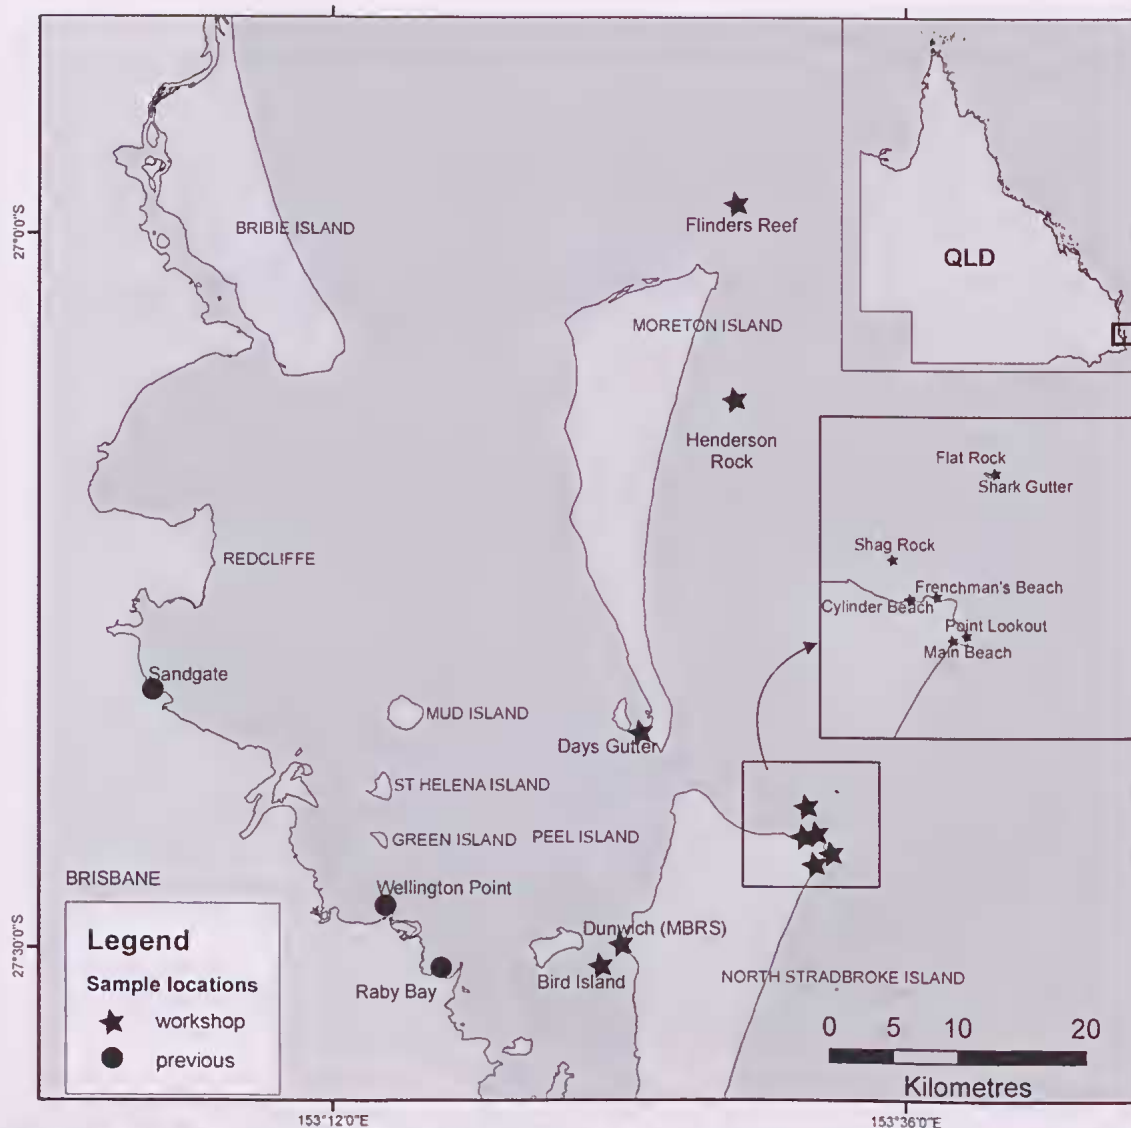 27°0'0"S
BRIBIE ISLAND
Flinders Reef
QLD
MORETON ISLAND
Henderson
Rock
Flat Rock
Shark Gutter
Shag Rock
Frenchman's Beach
Cylinder Beach
Point Lookout
Main Beach
REDCLIFFE
Sandgate
MUD ISLAND
Days Gutter
ST HELENA ISLAND
GREEN ISLAND
PEEL ISLAND
BRISBANE
Wellington Point
27°30'0"S
Dunwich (MBRS)
Raby Bay
Bird Island
NORTH STRADBROKE ISLAND
Legend
Sample locations
workshop
previous
0 5 10 20
Kilometres
153°12'0"E
153°36'0"E